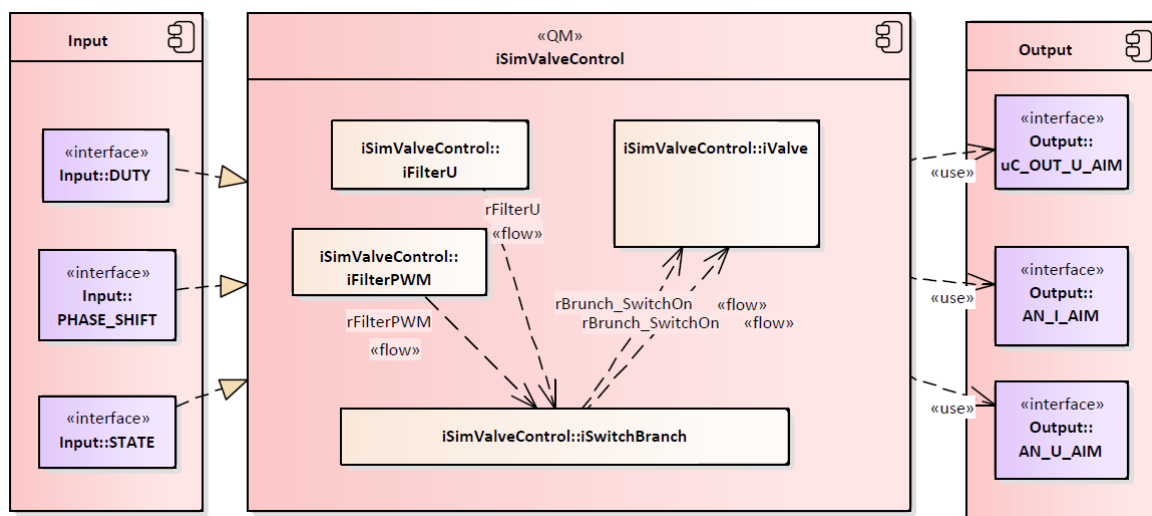 Input
«interface»
Input::DUTY
«interface»
Input::
PHASE_SHIFT
«interface»
Input::STATE
«QM»
iSimValveControl
iSimValveControl::
iFilterU
iSimValveControl::iValve
rFilterU
«flow»
iSimValveControl::
iFilterPWM
rFilterPWM
«flow»
rBrunch_SwitchOn «flow»
rBrunch_SwitchOn «flow»
iSimValveControl::iSwitchBranch
Output
«interface»
Output::
uC_OUT_U_AIM
«use»
«interface»
Output::
AN_I_AIM
«use»
«interface»
Output::
AN_U_AIM
«use»